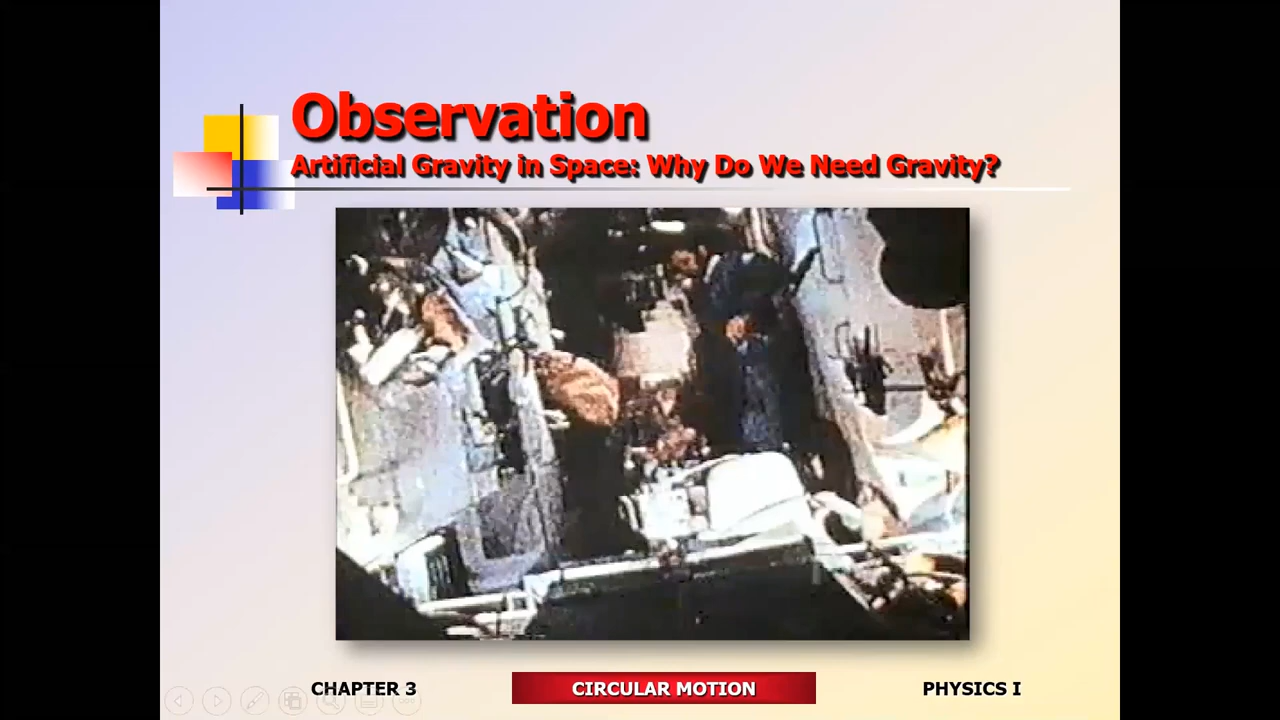 Observation
Artificial Gravity in Space: Why Do We Need Gravity?
CHAPTER 3
CIRCULAR MOTION
PHYSICS I